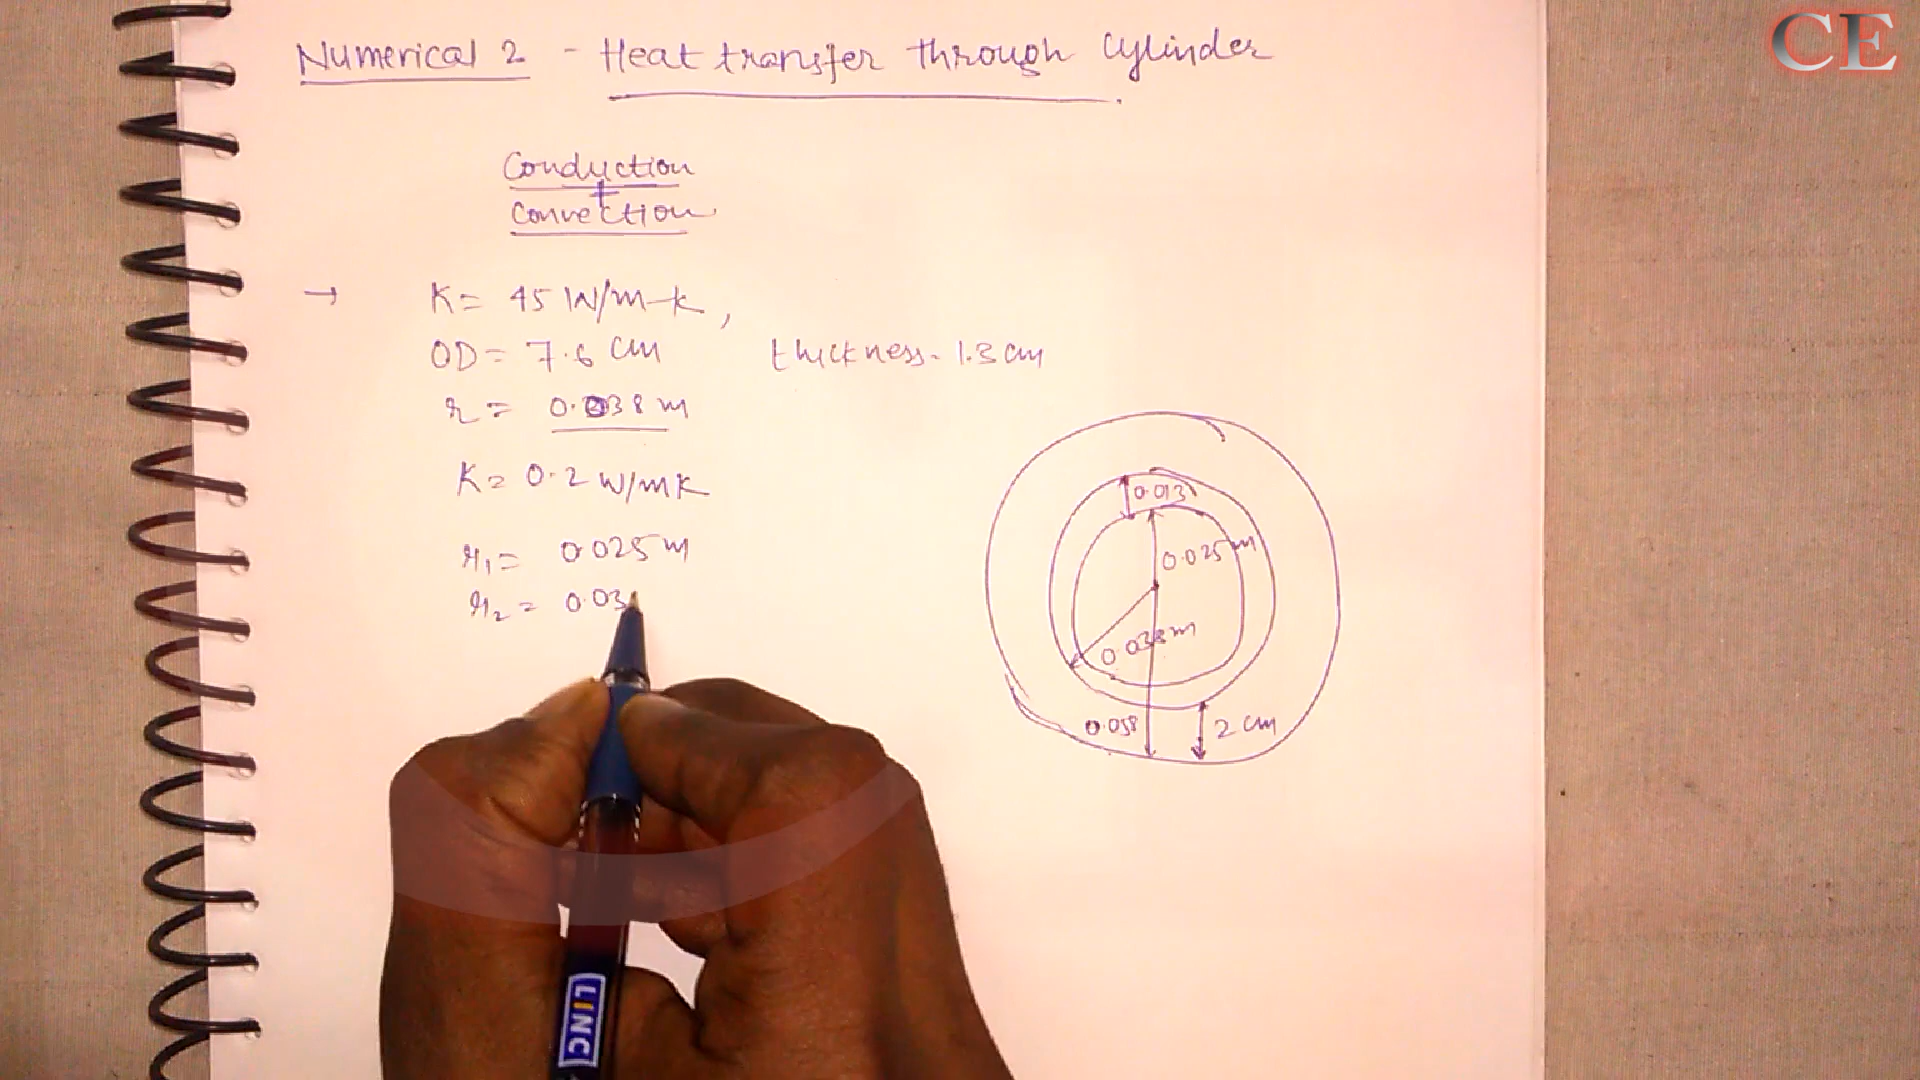 CE
Numerical 2 - Heat transfer through cylinder
Conduction
+
Convection
→ K= 45 W/m-k,
OD= 7.6 cm thickness- 1.3 cm
r = 0.038 m
K= 0.2 W/mK
r1= 0.025 m
r2 = 0.03
0.013
0.025 m
0.038 m
0.058
2 cm
LINC